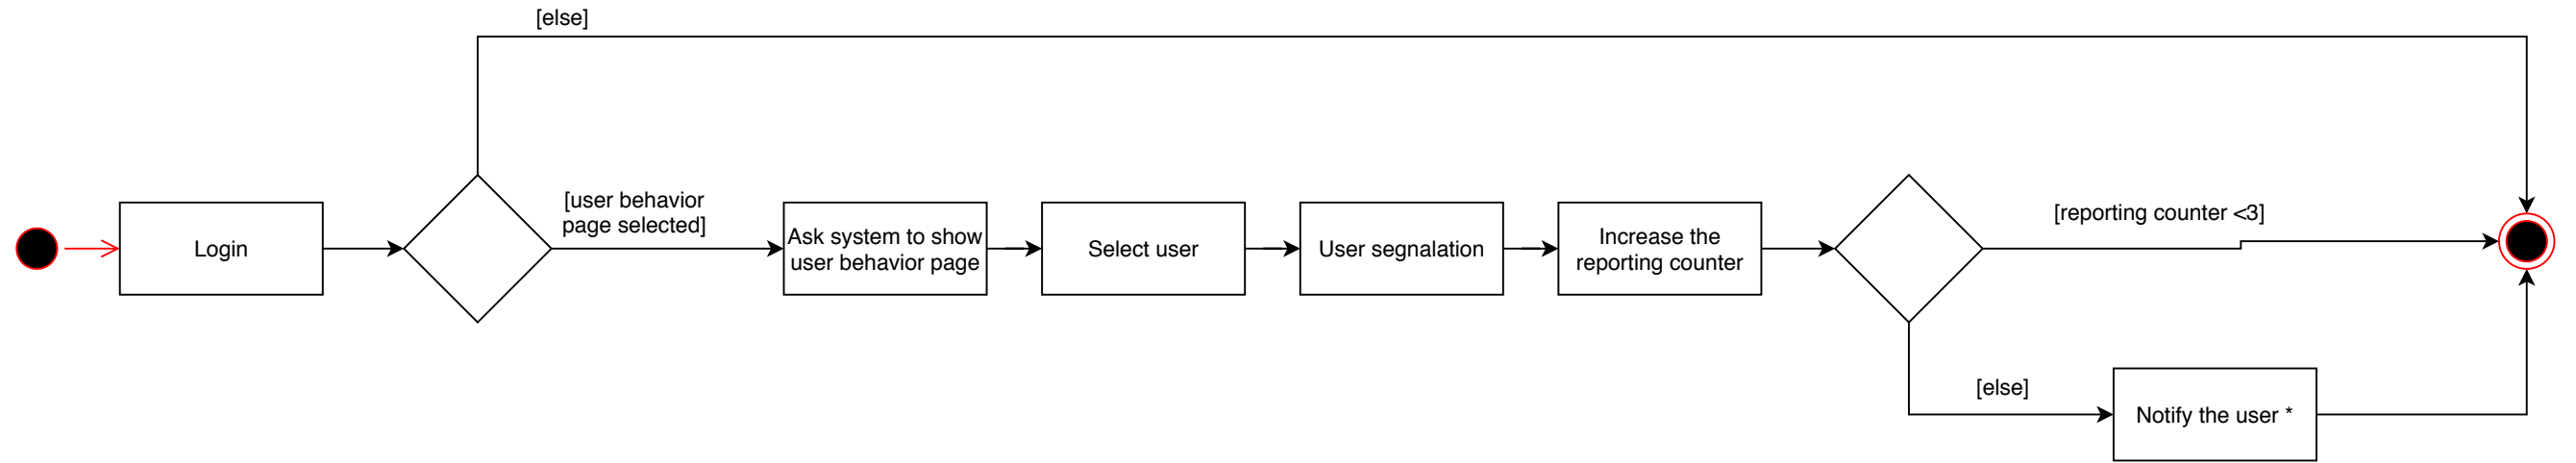 [else]
Login
[user behavior
page selected]
Ask system to show
user behavior page
Select user
User segnalation
Increase the
reporting counter
[reporting counter <3]
[else]
Notify the user *